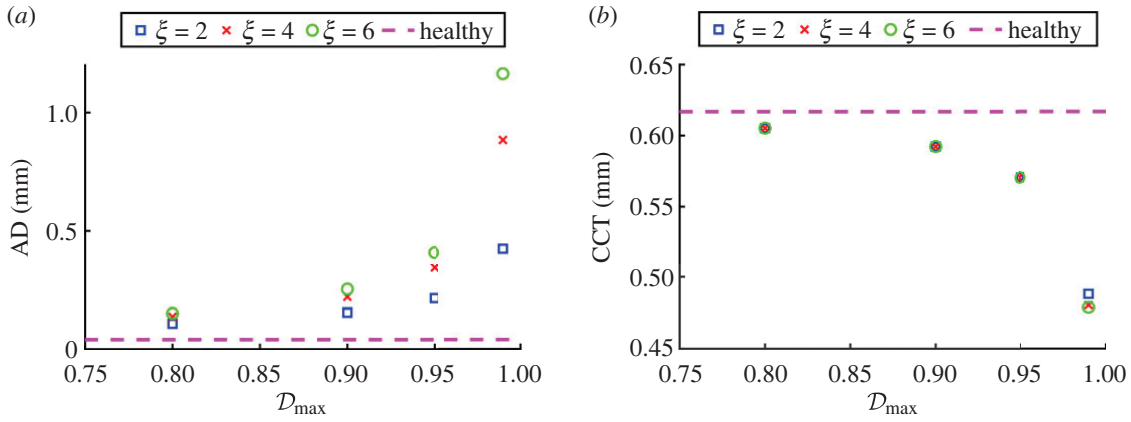 (a)
ξ = 2 ξ = 4 ξ = 6 healthy
1.0
0.5
0
AD (mm)
0.75 0.80 0.85 0.90 0.95 1.00
𝒟max
(b)
ξ = 2 ξ = 4 ξ = 6 healthy
0.65
0.60
0.55
0.50
0.45
CCT (mm)
0.75 0.80 0.85 0.90 0.95 1.00
𝒟max